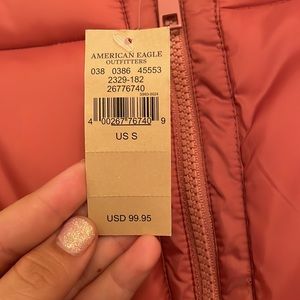 AMERICAN EAGLE
OUTFITTERS
038 0386 45553
2329-182
26776740
4 00267 76740 9
US S
USD 99.95